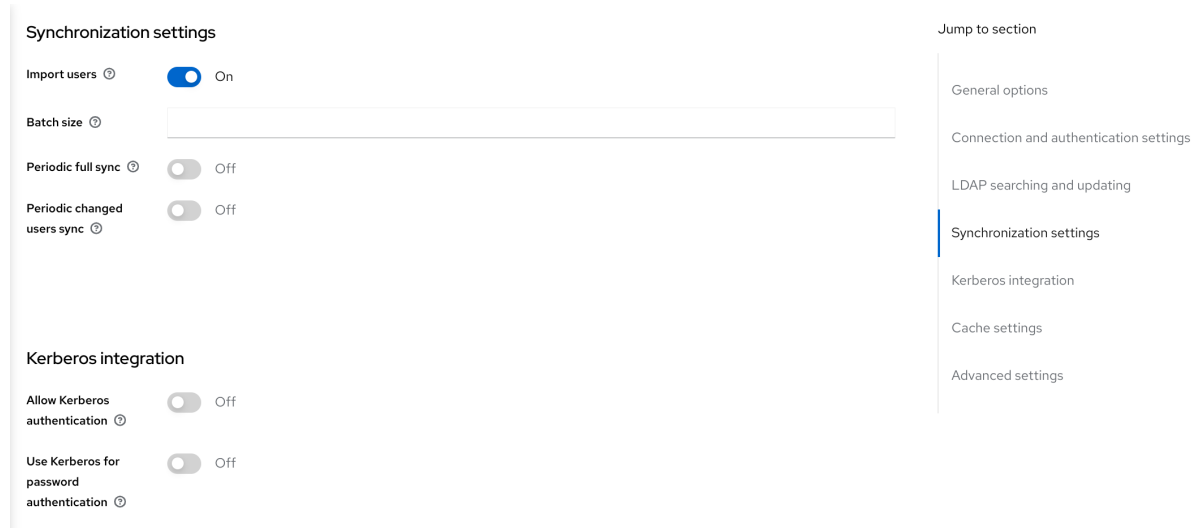 Synchronization settings
Import users
On
Batch size
Periodic full sync
Off
Periodic changed
users sync
Off
Kerberos integration
Allow Kerberos
authentication
Off
Use Kerberos for
password
authentication
Off
Jump to section
General options
Connection and authentication settings
LDAP searching and updating
Synchronization settings
Kerberos integration
Cache settings
Advanced settings